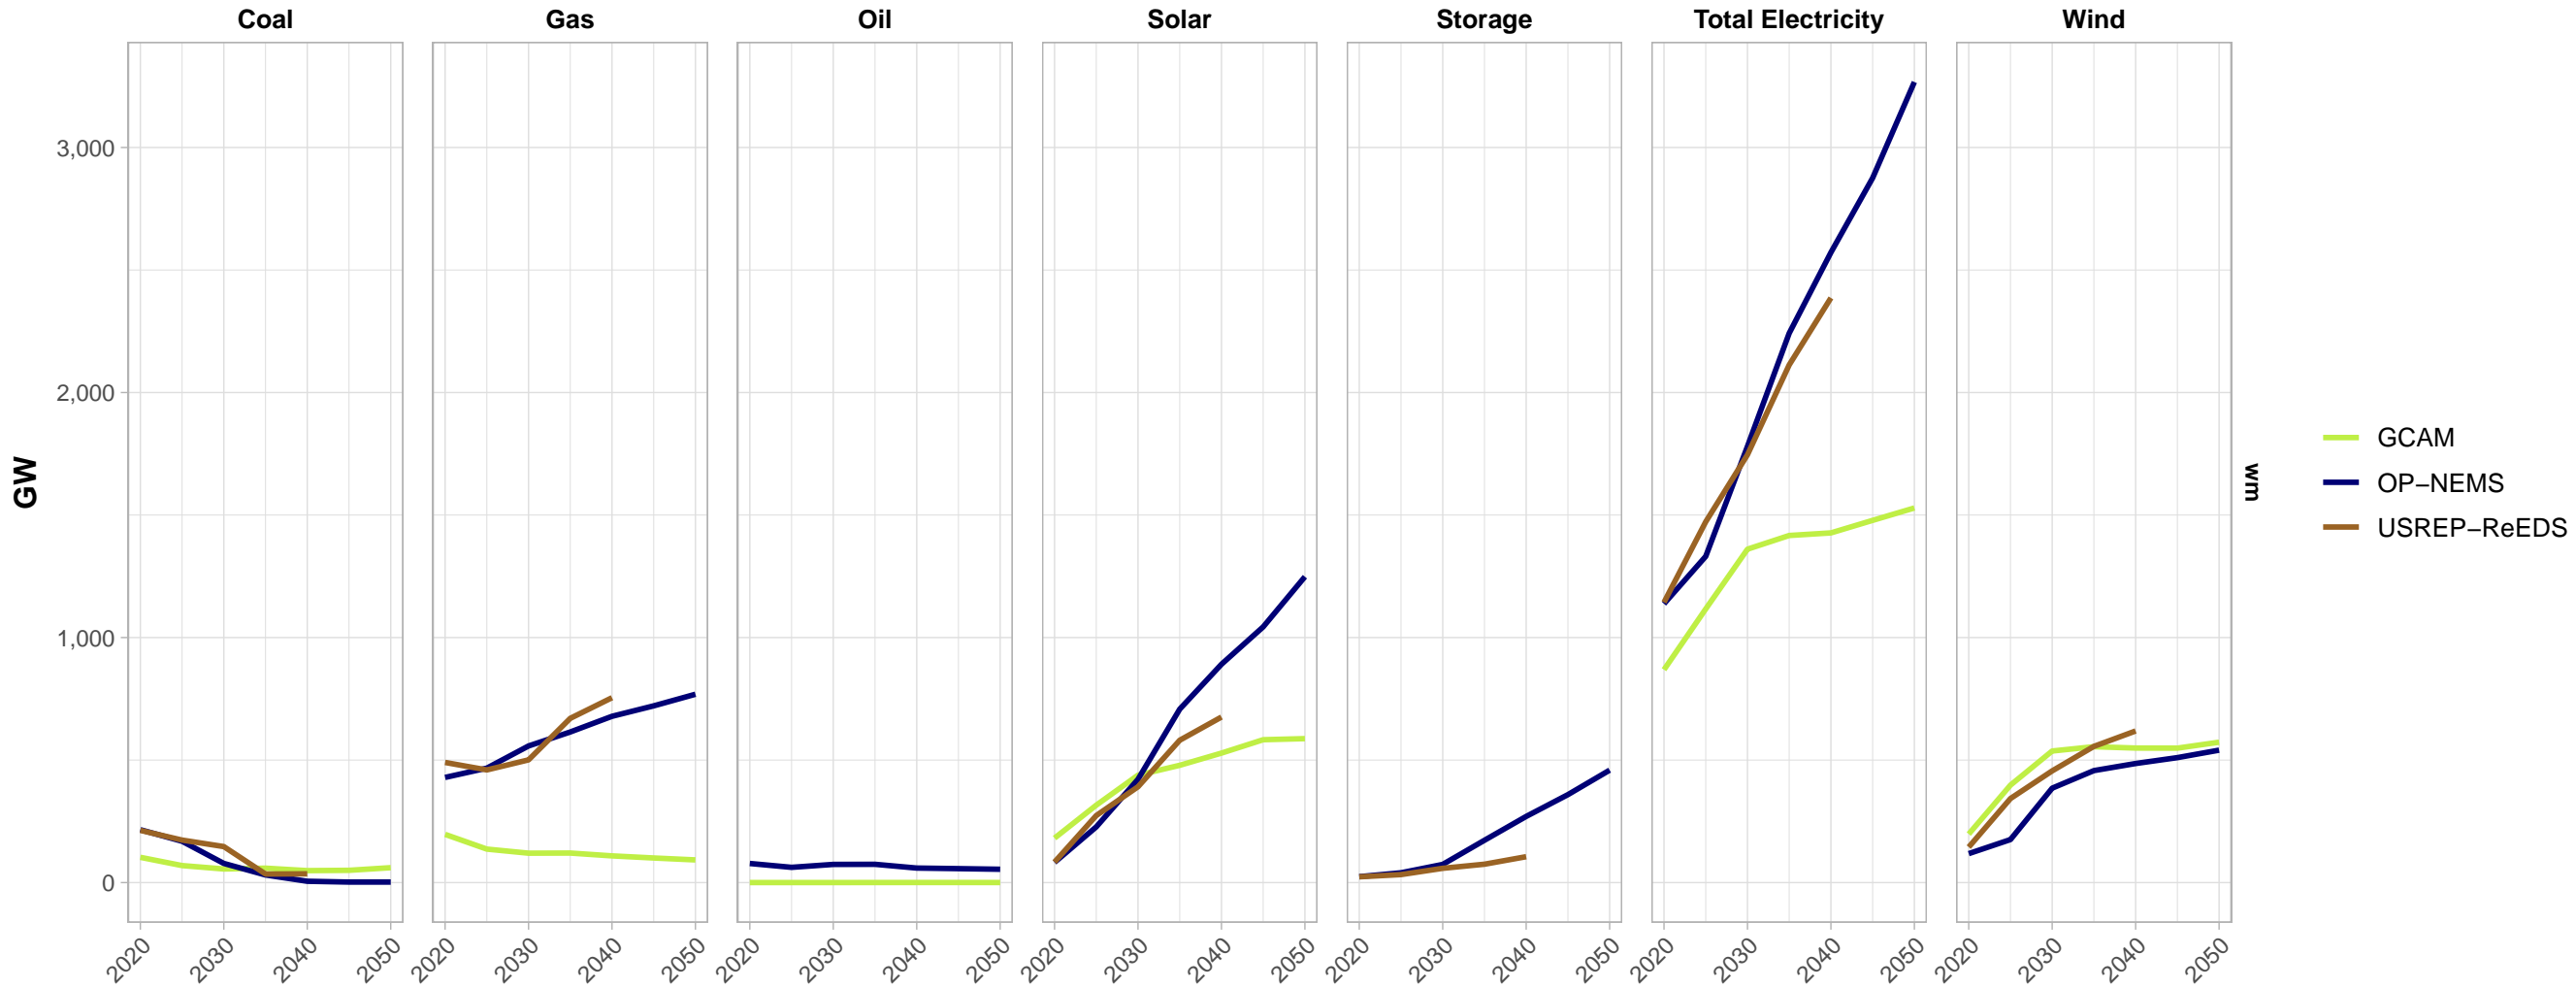 Coal
Gas
Oil
Solar
Storage
Total Electricity
Wind
3,000
2,000
1,000
0
GW
wm
GCAM
OP−NEMS
USREP−ReEDS
2020 2030 2040 2050
2020 2030 2040 2050
2020 2030 2040 2050
2020 2030 2040 2050
2020 2030 2040 2050
2020 2030 2040 2050
2020 2030 2040 2050